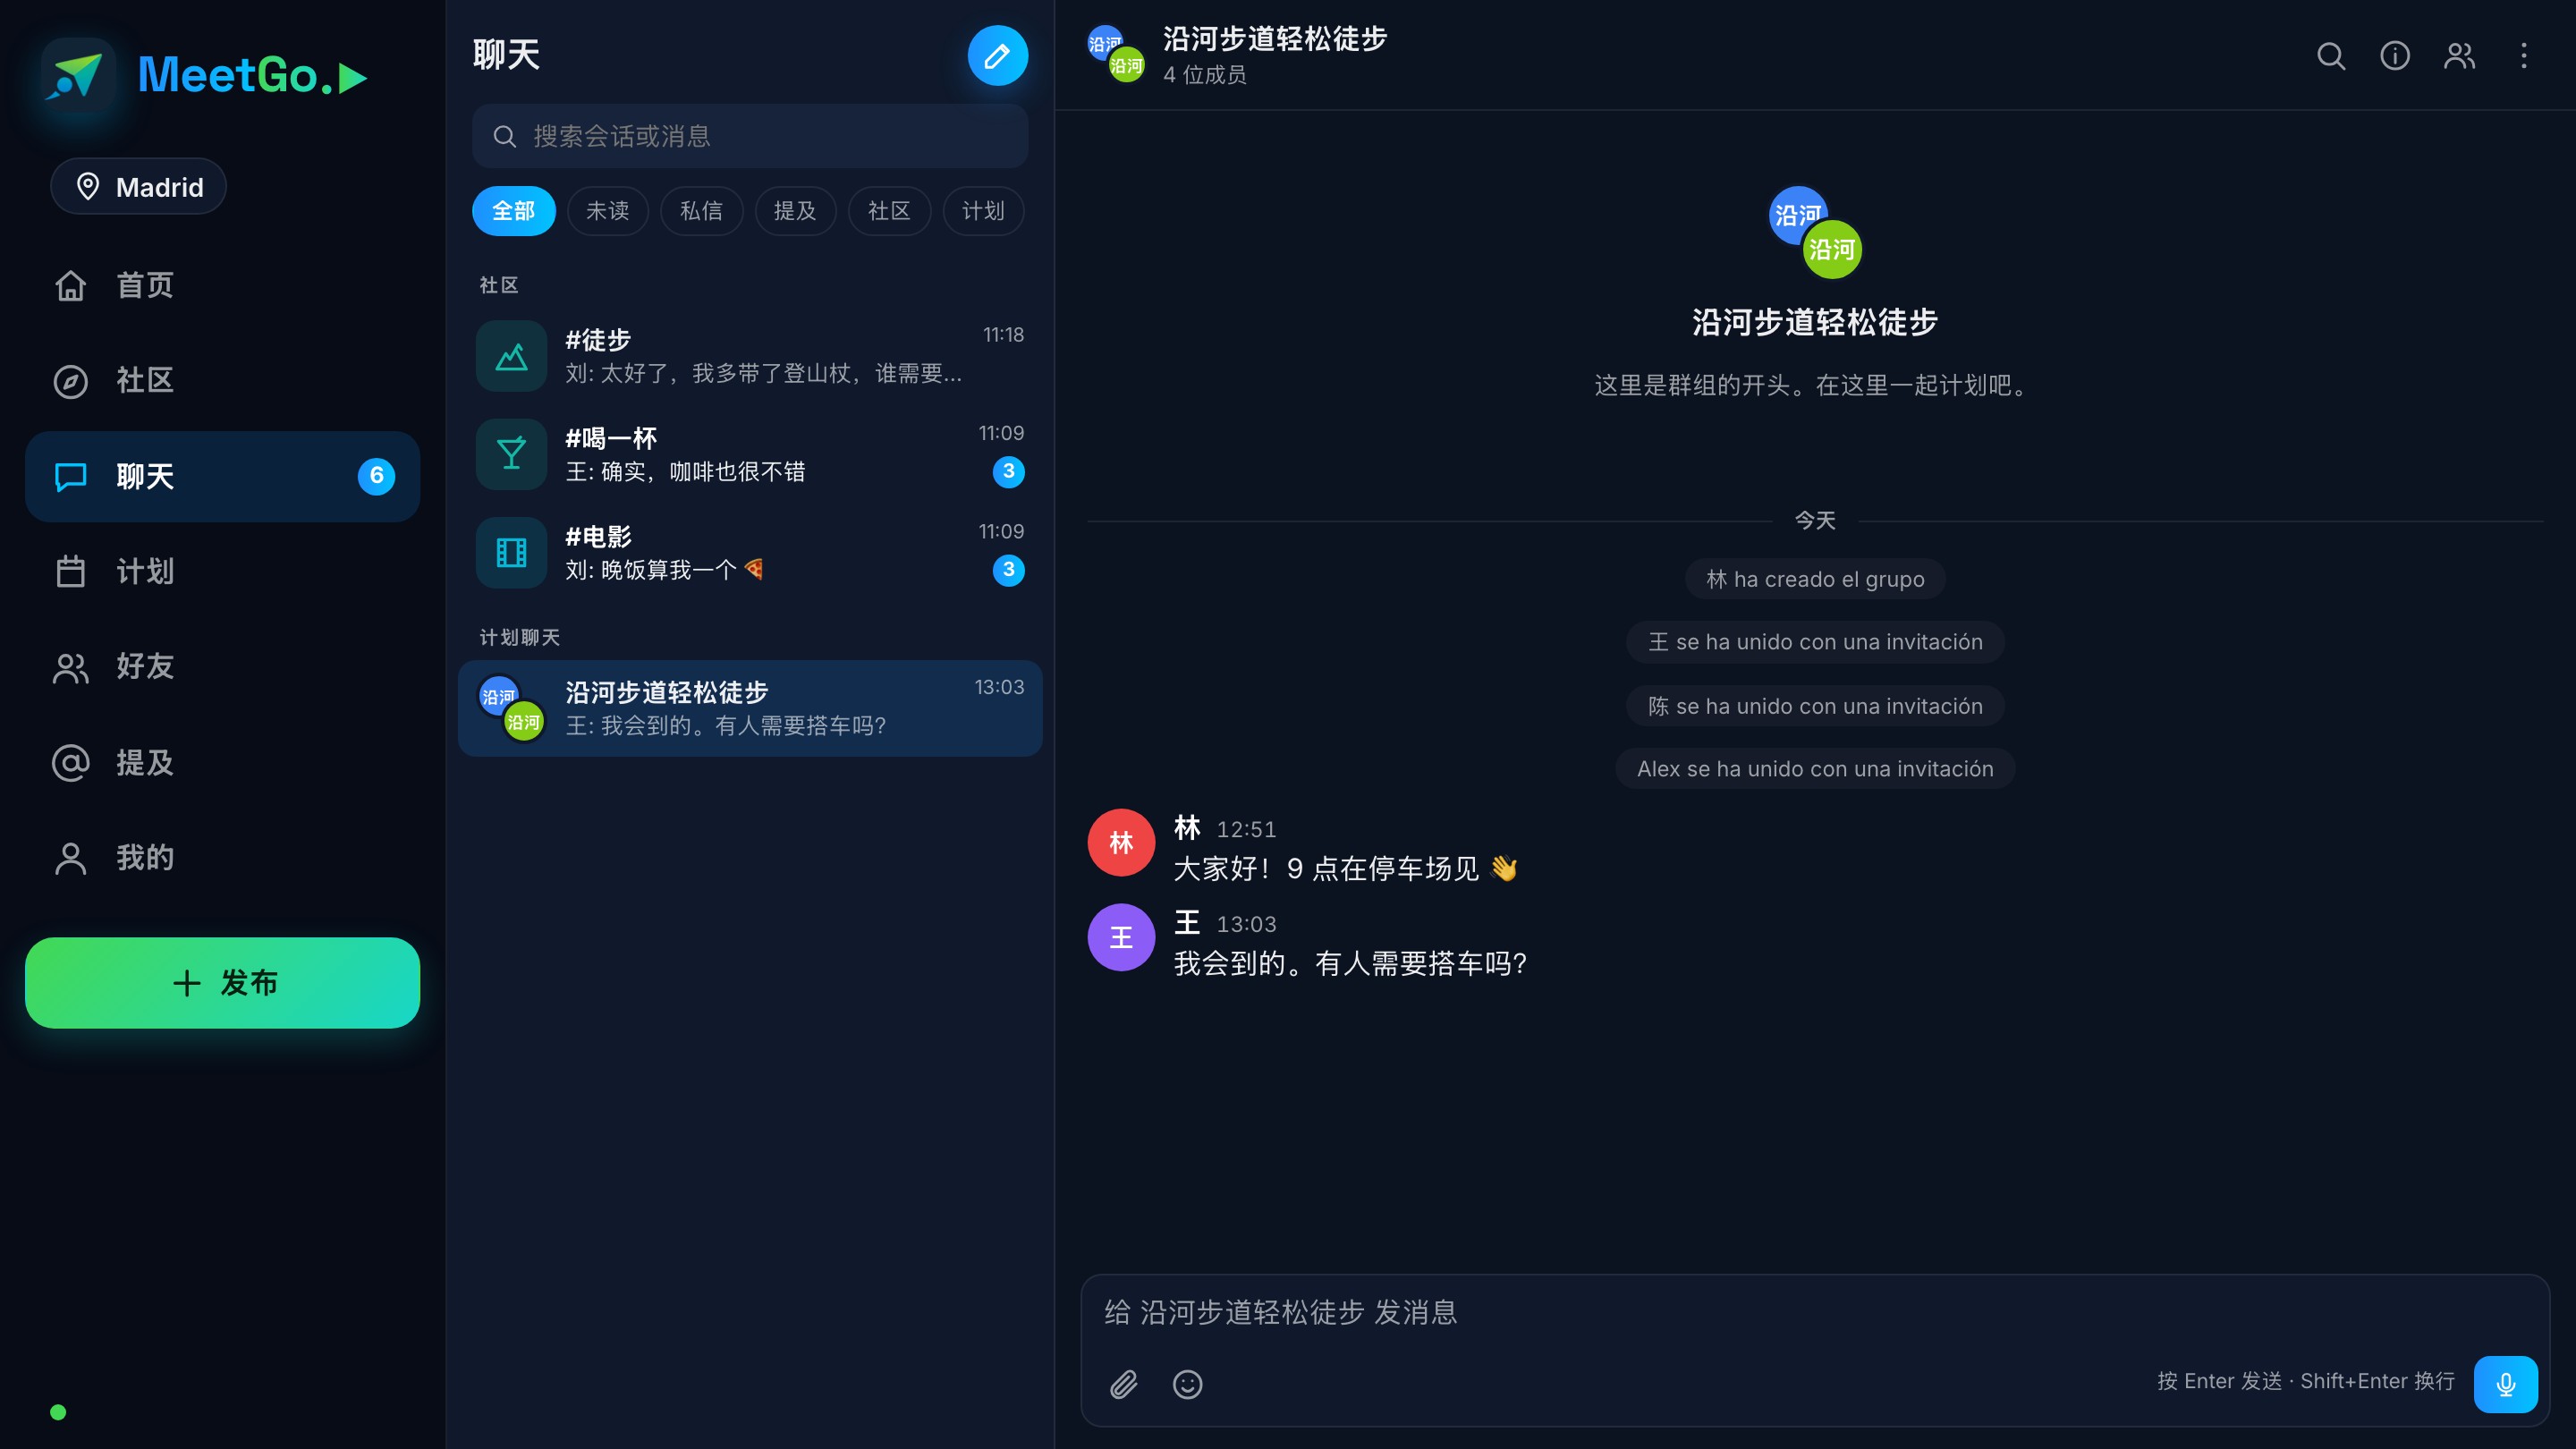 MeetGo.
Madrid
首页
社区
聊天
6
计划
好友
提及
我的
发布
聊天
搜索会话或消息
全部
未读
私信
提及
社区
计划
社区
#徒步
11:18
刘: 太好了，我多带了登山杖，谁需要...
#喝一杯
11:09
王: 确实，咖啡也很不错
3
#电影
11:09
刘: 晚饭算我一个 🍕
3
计划聊天
沿河
沿河
沿河步道轻松徒步
13:03
王: 我会到的。有人需要搭车吗？
沿河
沿河
沿河步道轻松徒步
4 位成员
沿河
沿河
沿河步道轻松徒步
这里是群组的开头。在这里一起计划吧。
今天
林 ha creado el grupo
王 se ha unido con una invitación
陈 se ha unido con una invitación
Alex se ha unido con una invitación
林
林 12:51
大家好！9 点在停车场见 👋
王
王 13:03
我会到的。有人需要搭车吗？
给 沿河步道轻松徒步 发消息
按 Enter 发送 · Shift+Enter 换行